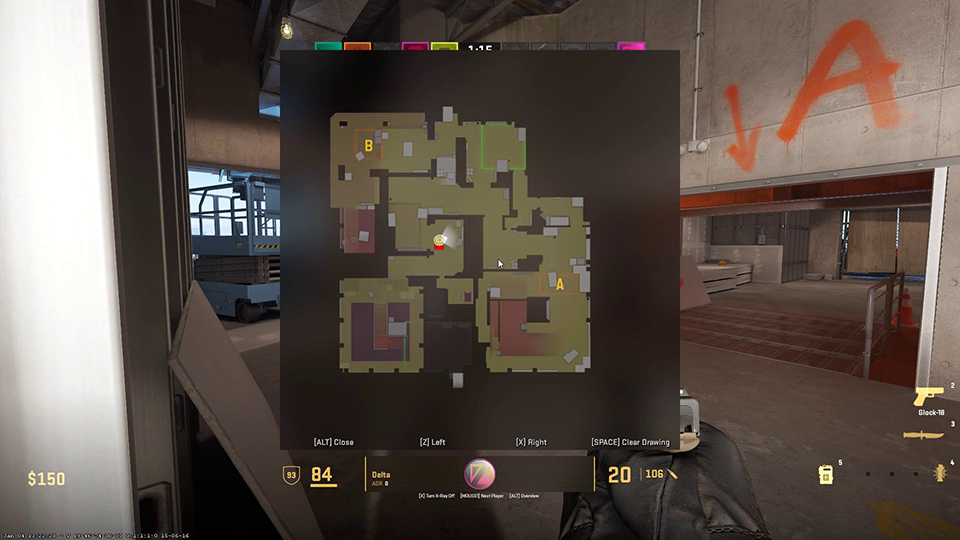 1:15
A
B
A
[ALT] Close
[Z] Left
[X] Right
[SPACE] Clear Drawing
2
Glock-18
3
$150
93
84
Delta
ADR 0
20
106
5
4
[X] Turn X-Ray Off
[MOUSE1] Next Player
[ALT] Overview